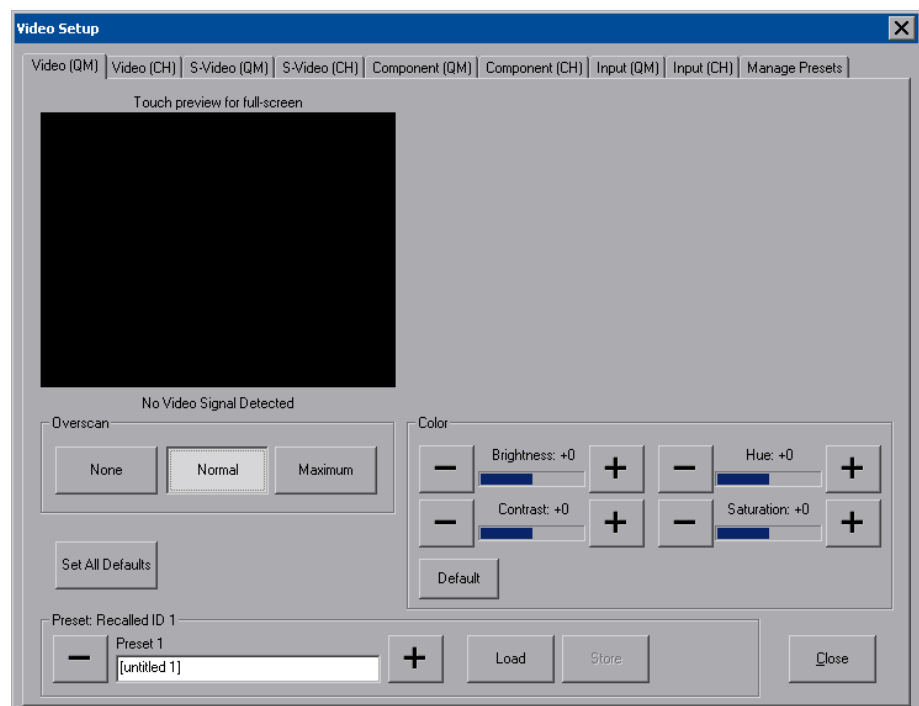 Video Setup
Video (QM) Video (CH) S-Video (QM) S-Video (CH) Component (QM) Component (CH) Input (QM) Input (CH) Manage Presets
Touch preview for full-screen
No Video Signal Detected
Overscan
None Normal Maximum
Color
Brightness: +0 Hue: +0
Contrast: +0 Saturation: +0
Default
Set All Defaults
Preset: Recalled ID 1
Preset 1
[untitled 1]
Load Store Close